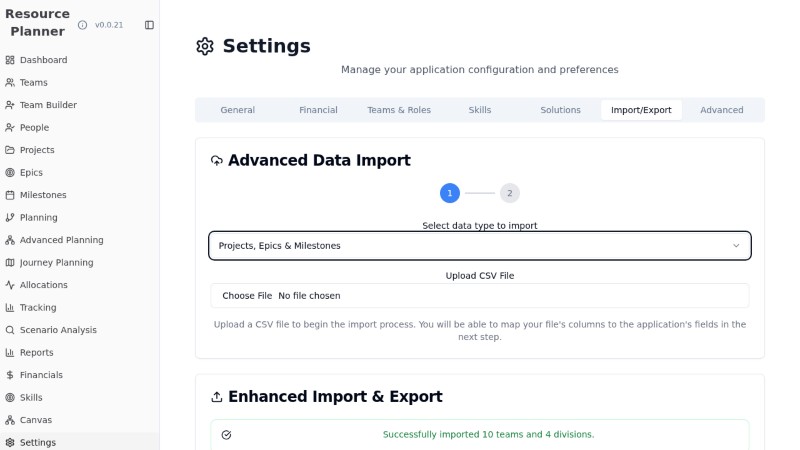 Resource
Planner
v0.0.21
Dashboard
Teams
Team Builder
People
Projects
Epics
Milestones
Planning
Advanced Planning
Journey Planning
Allocations
Tracking
Scenario Analysis
Reports
Financials
Skills
Canvas
Settings
Settings
Manage your application configuration and preferences
General Financial Teams & Roles Skills Solutions Import/Export Advanced
Advanced Data Import
1 2
Select data type to import
Projects, Epics & Milestones
Upload CSV File
Choose File No file chosen
Upload a CSV file to begin the import process. You will be able to map your file's columns to the application's fields in the
next step.
Enhanced Import & Export
Successfully imported 10 teams and 4 divisions.